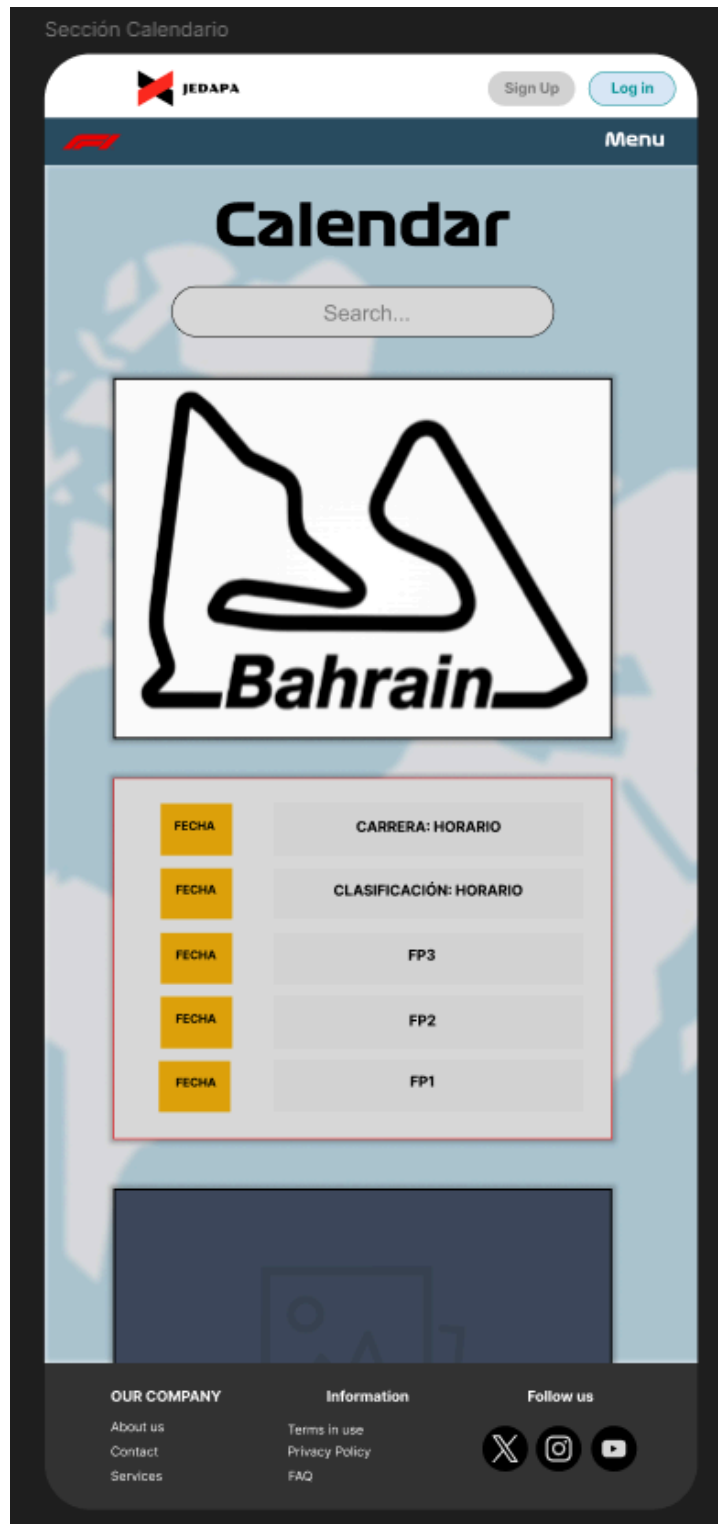 Sección Calendario
JEDAPA
Sign Up
Log in
Menu
Calendar
Search...
Bahrain
FECHA
CARRERA: HORARIO
FECHA
CLASIFICACIÓN: HORARIO
FECHA
FP3
FECHA
FP2
FECHA
FP1
OUR COMPANY
Information
Follow us
About us
Terms in use
Contact
Privacy Policy
Services
FAQ